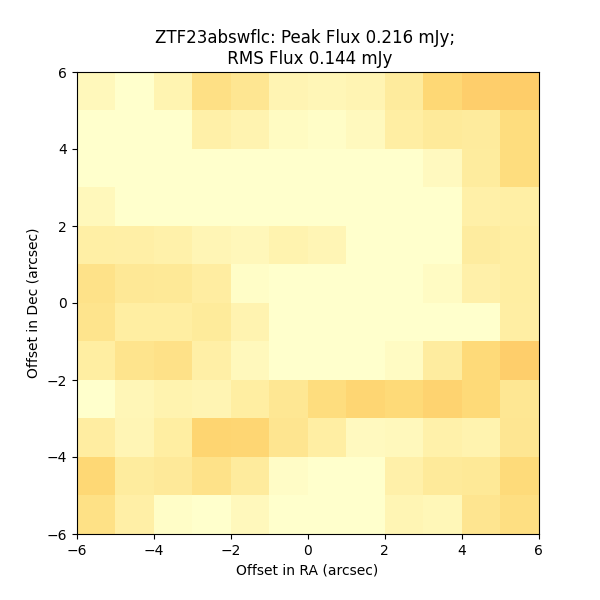 ZTF23abswflc: Peak Flux 0.216 mJy;
RMS Flux 0.144 mJy
6
4
2
0
−2
−4
−6
Offset in Dec (arcsec)
−6 −4 −2 0 2 4 6
Offset in RA (arcsec)